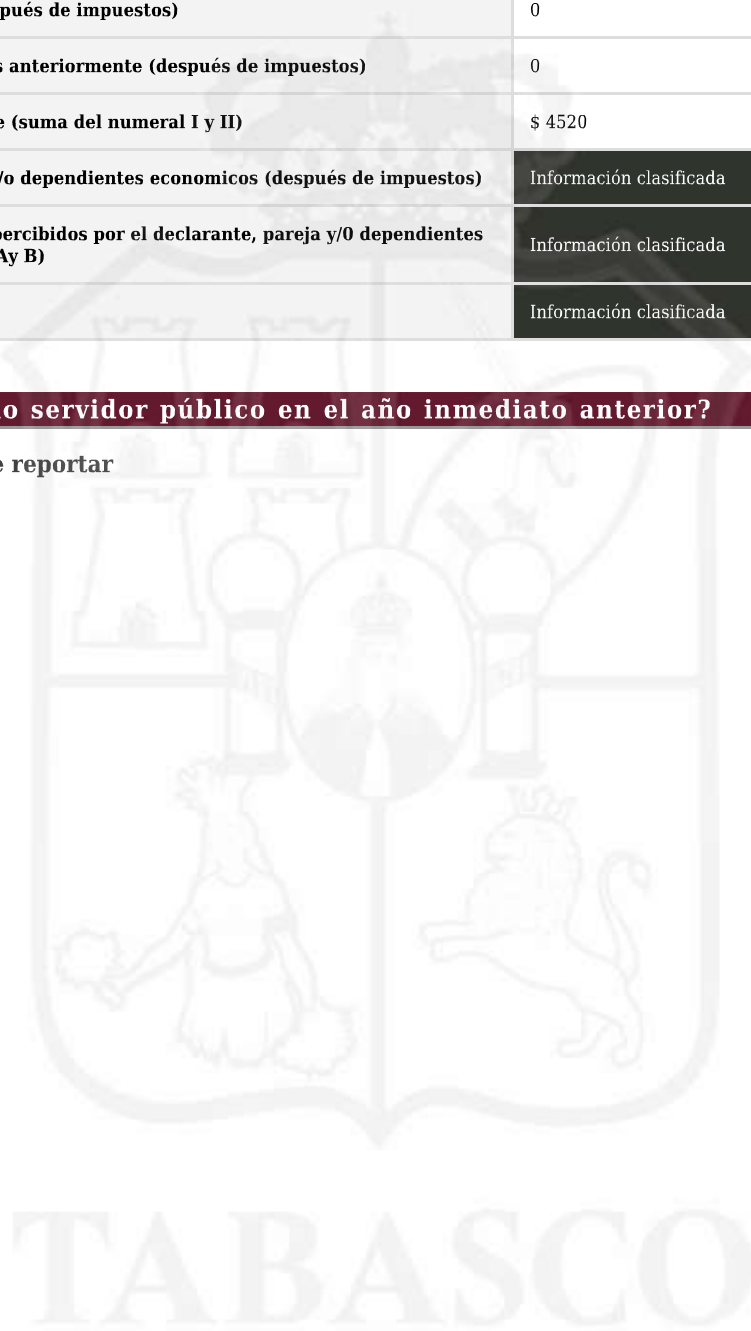 pués de impuestos) 0
s anteriormente (después de impuestos) 0
e (suma del numeral I y II) $ 4520
/o dependientes economicos (después de impuestos) Información clasificada
percibidos por el declarante, pareja y/0 dependientes Información clasificada
Ay B)
Información clasificada
o servidor público en el año inmediato anterior?
e reportar
TABASCO